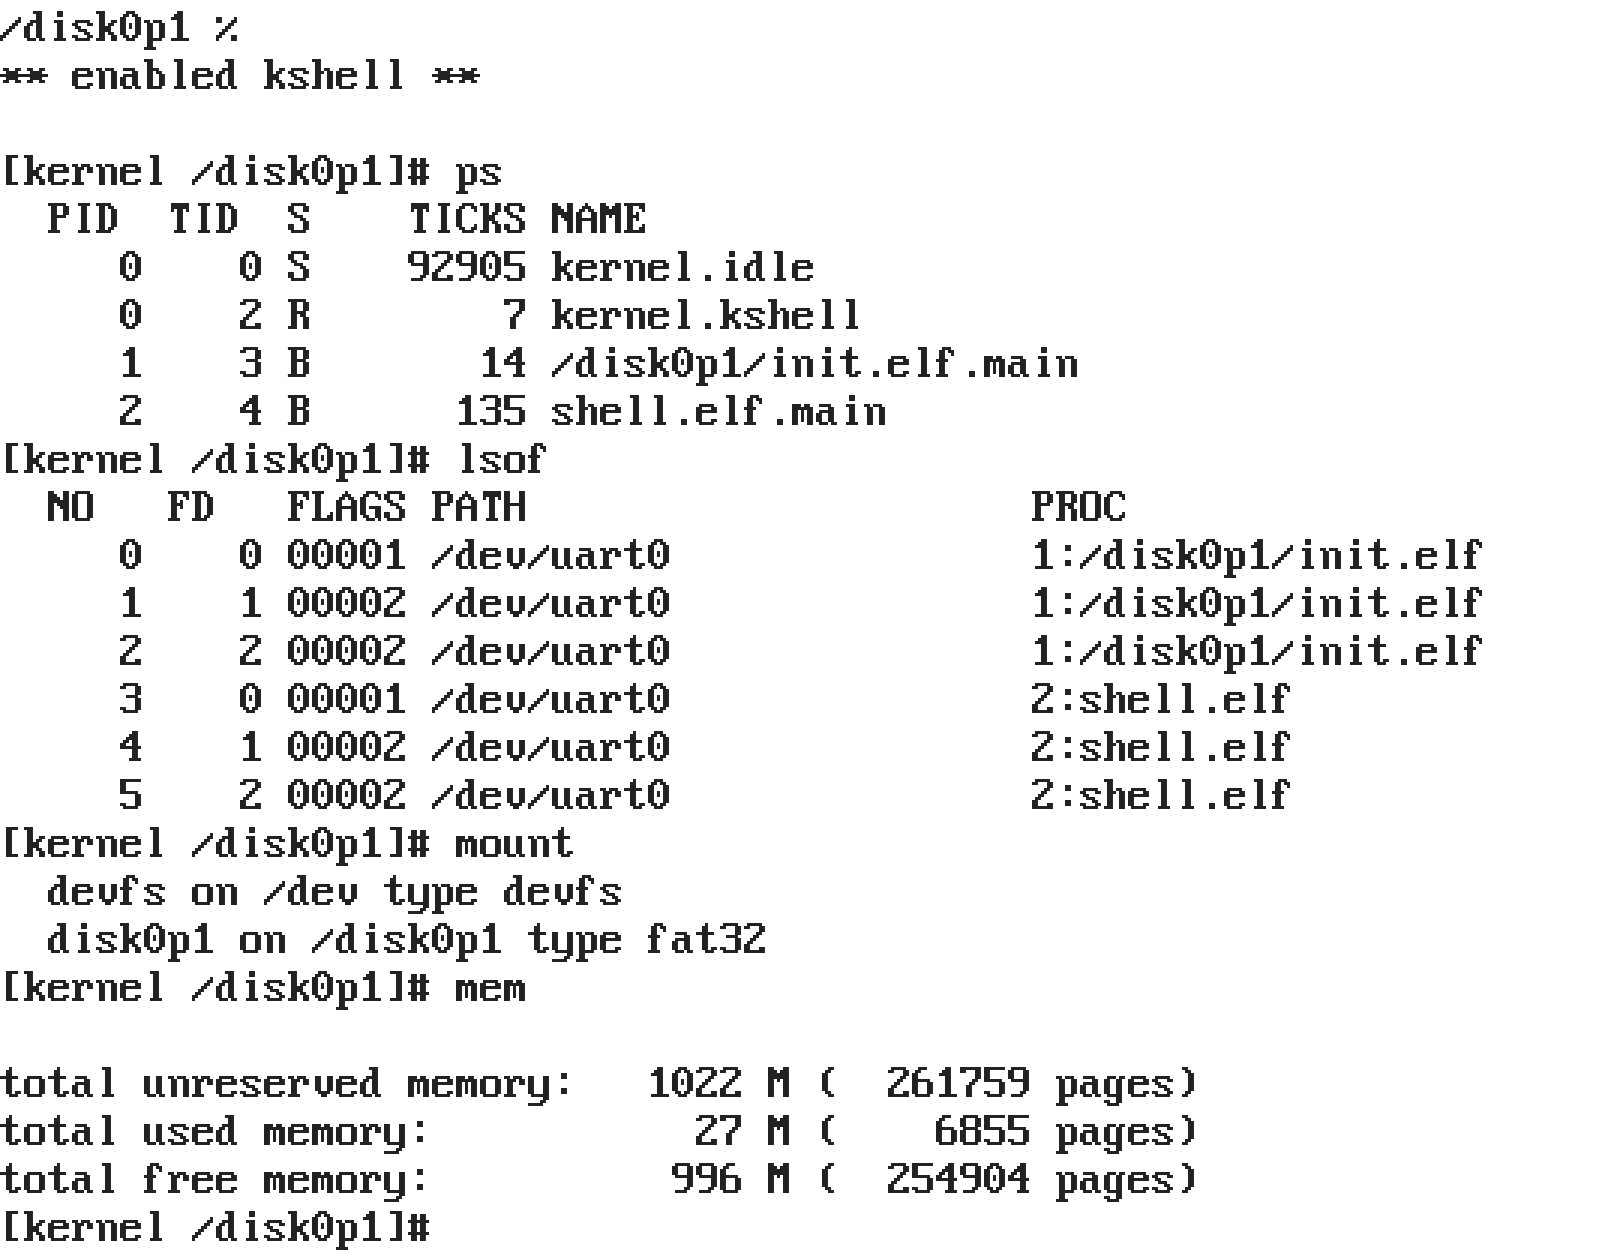 /disk0p1 %
** enabled kshell **

[kernel /disk0p1]# ps
  PID  TID  S    TICKS NAME
     0    0 S    92905 kernel.idle
     0    2 R        7 kernel.kshell
     1    3 B       14 /disk0p1/init.elf.main
     2    4 B      135 shell.elf.main
[kernel /disk0p1]# lsof
  NO   FD   FLAGS PATH                     PROC
     0    0 00001 /dev/uart0               1:/disk0p1/init.elf
     1    1 00002 /dev/uart0               1:/disk0p1/init.elf
     2    2 00002 /dev/uart0               1:/disk0p1/init.elf
     3    0 00001 /dev/uart0               2:shell.elf
     4    1 00002 /dev/uart0               2:shell.elf
     5    2 00002 /dev/uart0               2:shell.elf
[kernel /disk0p1]# mount
  devfs on /dev type devfs
  disk0p1 on /disk0p1 type fat32
[kernel /disk0p1]# mem

total unreserved memory:   1022 M (  261759 pages)
total used memory:           27 M (    6855 pages)
total free memory:          996 M (  254904 pages)
[kernel /disk0p1]#